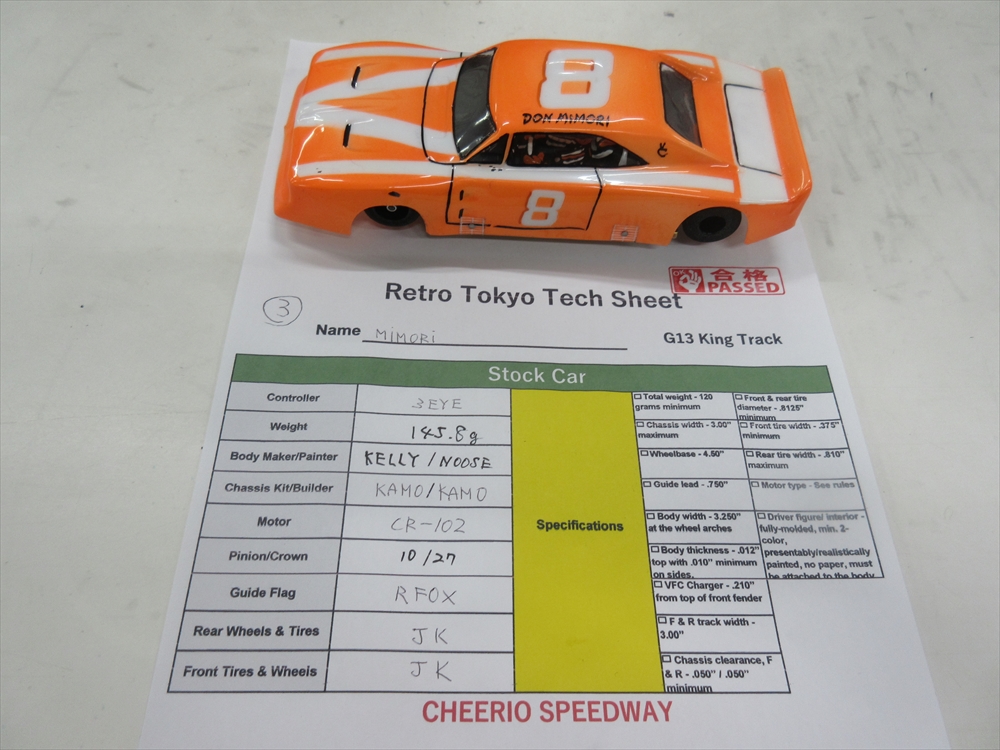 8
DON MIMORI
8
OK 合格
PASSED
Retro Tokyo Tech Sheet
3
Name MIMORI
G13 King Track
Stock Car
Controller 3EYE
Weight 145.8g
Body Maker/Painter KELLY/NOOSE
Chassis Kit/Builder KAMO/KAMO
Motor CR-102
Pinion/Crown 10/27
Guide Flag RFOX
Rear Wheels & Tires JK
Front Tires & Wheels JK
Specifications
Total weight - 120
grams minimum
Chassis width - 3.00"
maximum
Wheelbase - 4.50"
Guide lead - .750"
Body width - 3.250"
at the wheel arches
Body thickness - .012"
top with .010" minimum
on sides.
VFC Charger - .210"
from top of front fender
F & R track width -
3.00"
Chassis clearance, F
& R - .050" / .050"
minimum
Front & rear tire
diameter - .8125"
minimum
Front tire width - .375"
minimum
Rear tire width - .810"
maximum
Motor type - See rules
Driver figure/ interior -
fully-molded, min. 2-
color,
presentably/realistically
painted, no paper, must
be attached to the body
CHEERIO SPEEDWAY